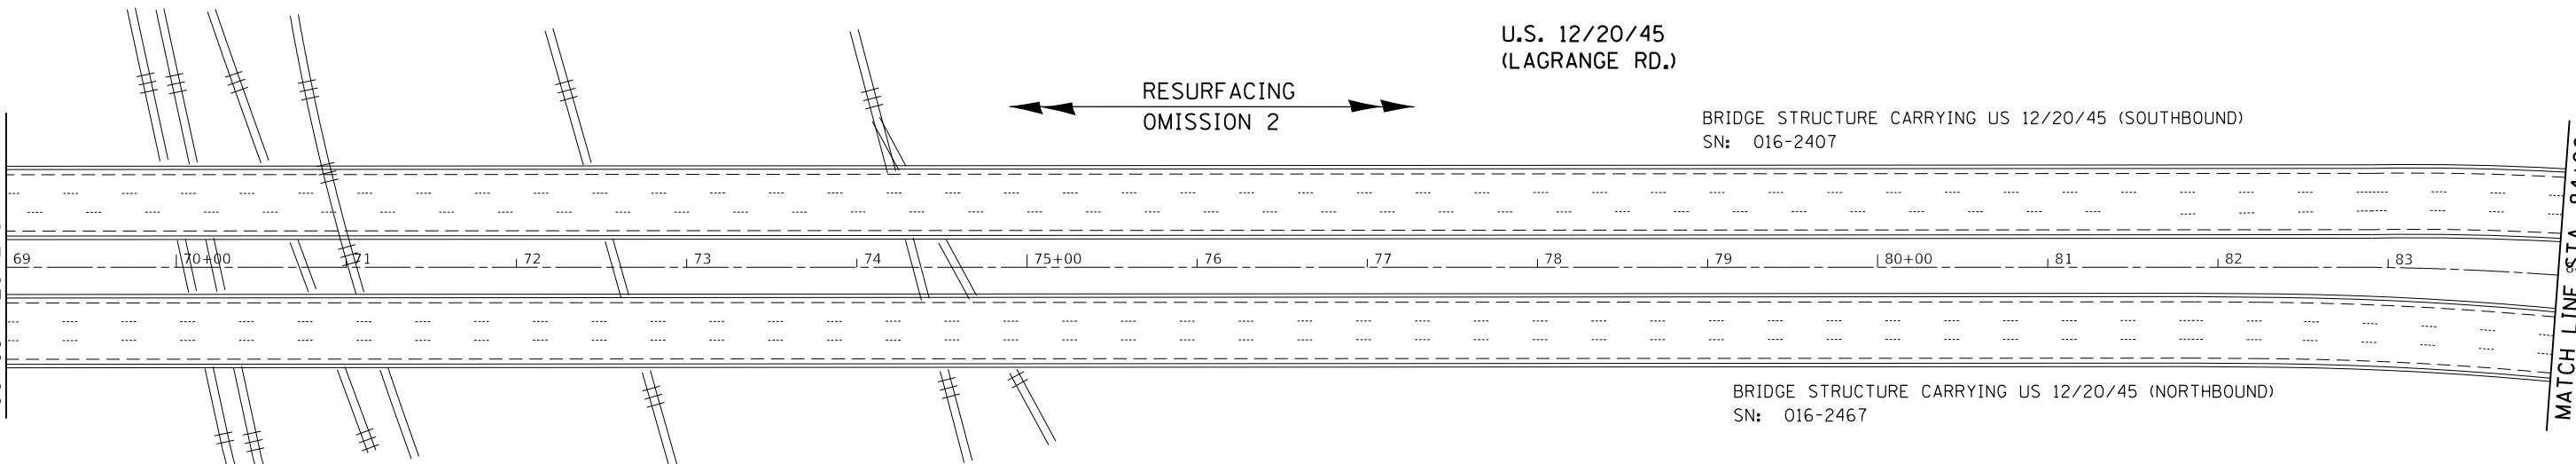 U.S. 12/20/45
(LAGRANGE RD.)
RESURFACING
OMISSION 2
BRIDGE STRUCTURE CARRYING US 12/20/45 (SOUTHBOUND)
SN: 016-2407
69 70+00 71 72 73 74 75+00 76 77 78 79 80+00 81 82 83
BRIDGE STRUCTURE CARRYING US 12/20/45 (NORTHBOUND)
SN: 016-2467
MATCH LINE STA